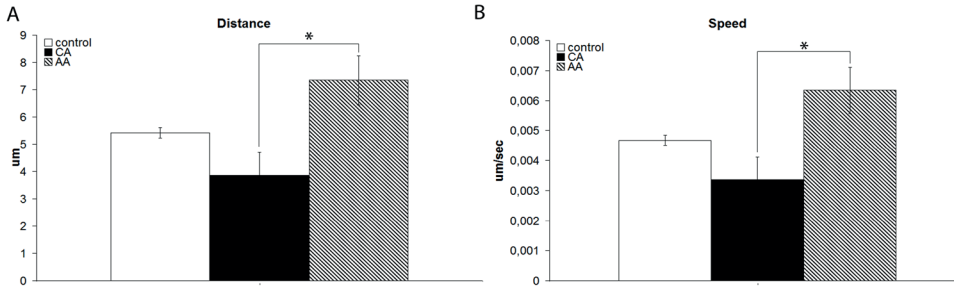 A
Distance
control
CA
AA
*
9
8
7
6
5
4
3
2
1
0
um
B
Speed
control
CA
AA
*
0,008
0,007
0,006
0,005
0,004
0,003
0,002
0,001
0
um/sec